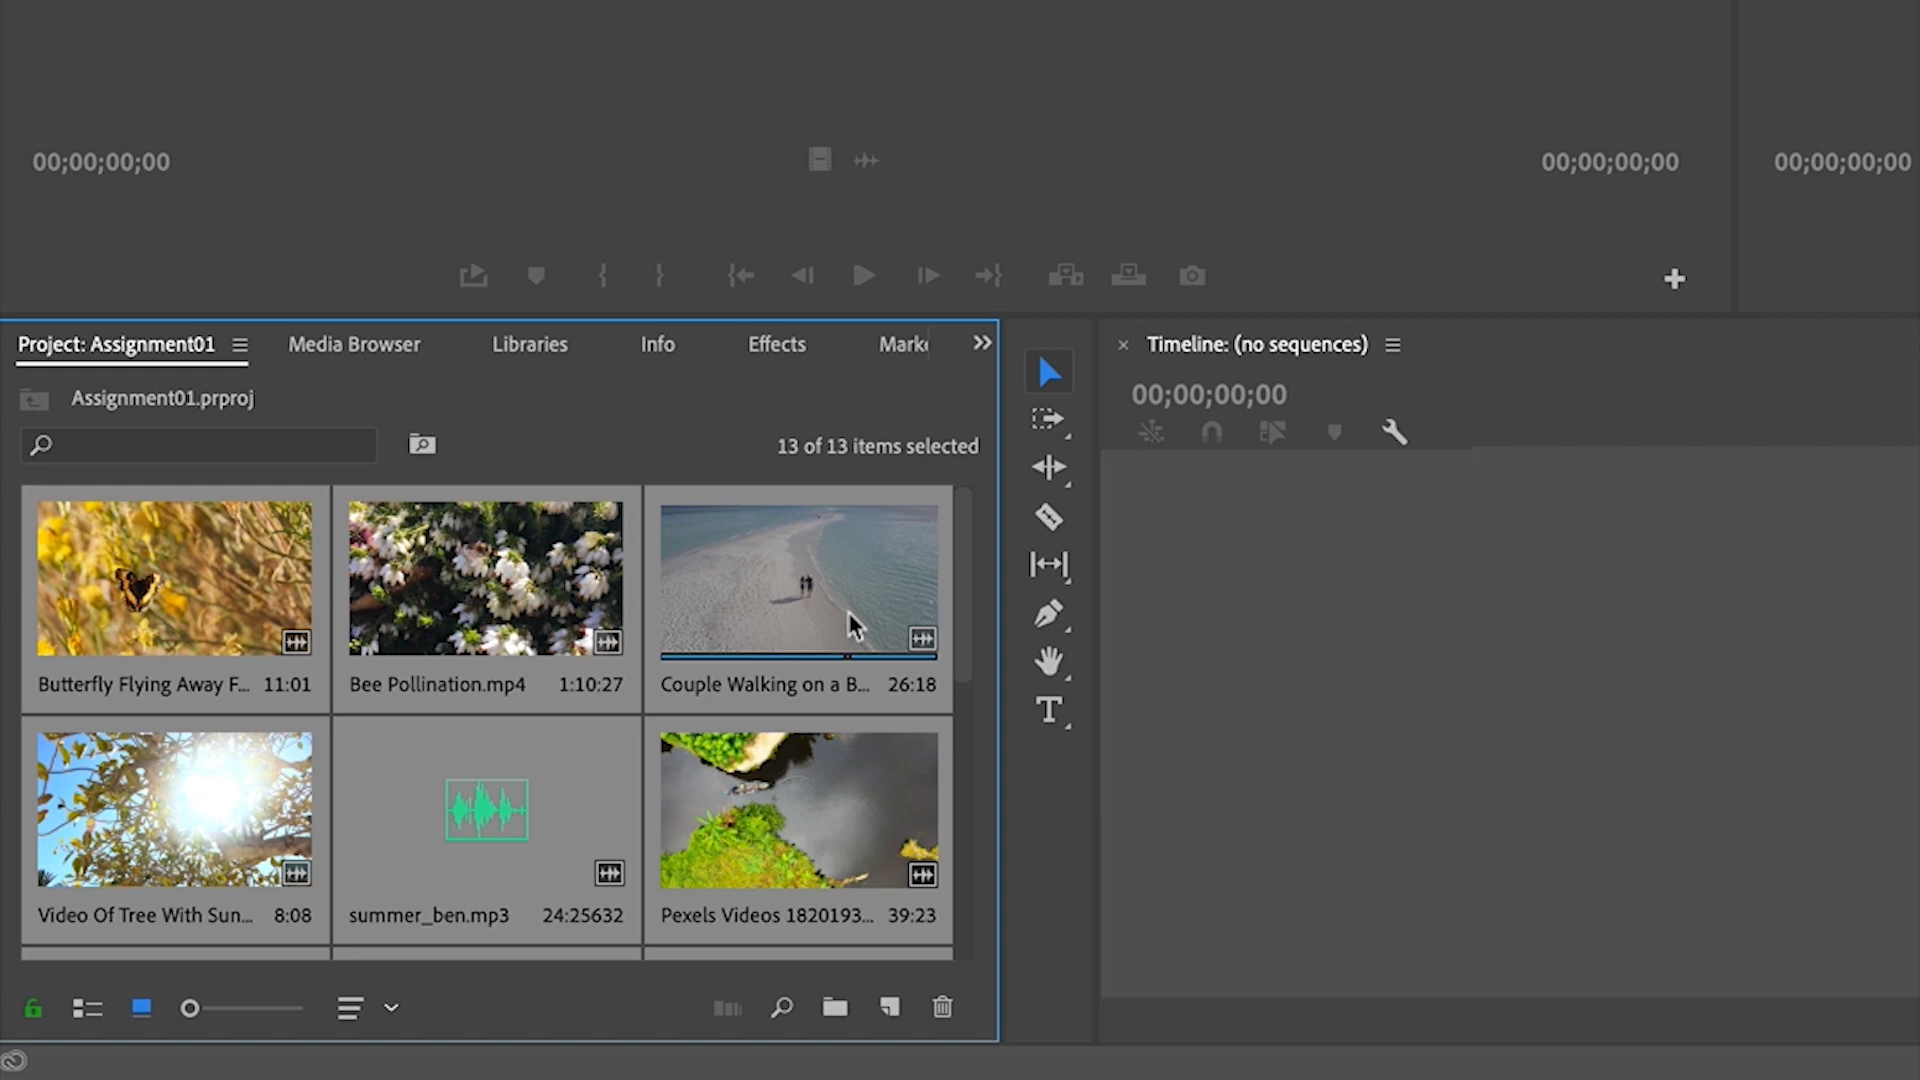 00;00;00;00
00;00;00;00
00;00;00;00
Project: Assignment01
Media Browser
Libraries
Info
Effects
Marke
Timeline: (no sequences)
00;00;00;00
Assignment01.prproj
13 of 13 items selected
Butterfly Flying Away F... 11:01
Bee Pollination.mp4 1:10:27
Couple Walking on a B... 26:18
Video Of Tree With Sun... 8:08
summer_ben.mp3 24:25632
Pexels Videos 1820193... 39:23